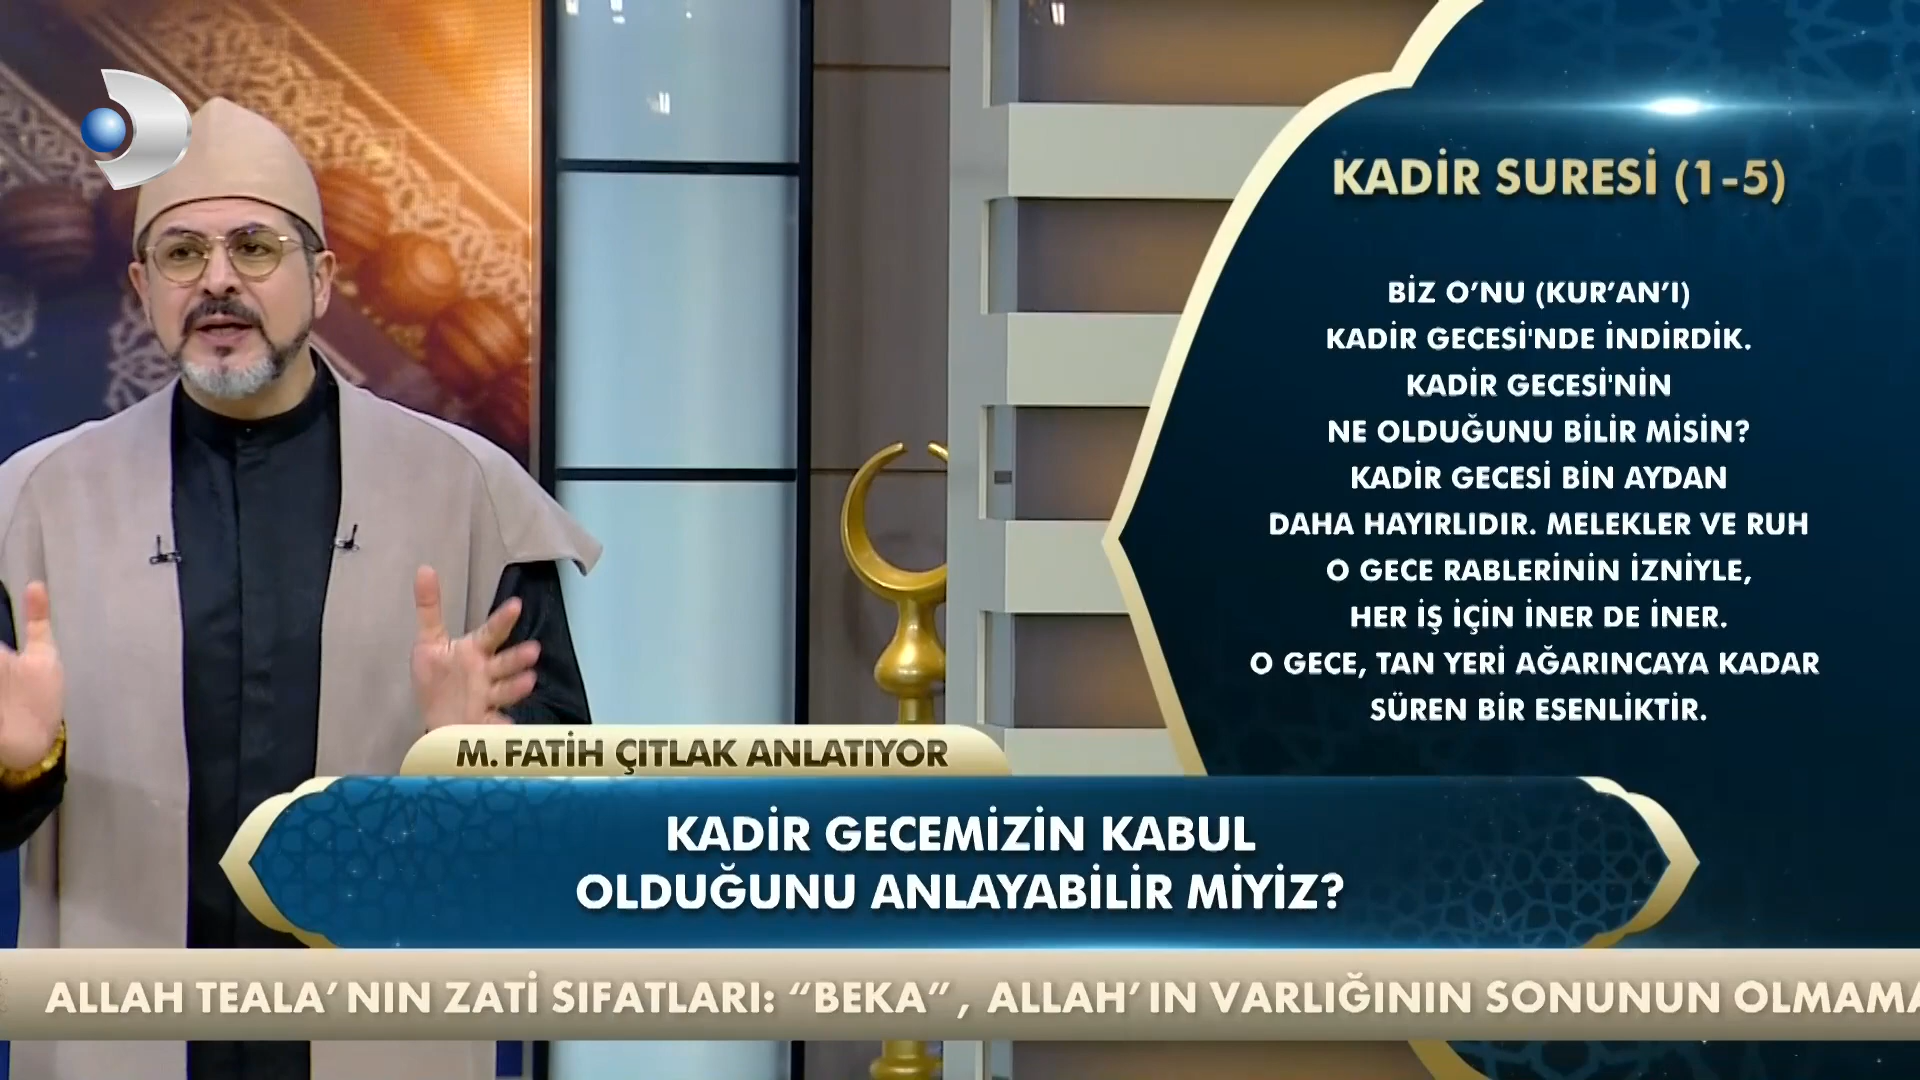 KADİR SURESİ (1-5)
BİZ O’NU (KUR’AN’I)
KADİR GECESİ'NDE İNDİRDİK.
KADİR GECESİ'NİN
NE OLDUĞUNU BİLİR MİSİN?
KADİR GECESİ BİN AYDAN
DAHA HAYIRLIDIR. MELEKLER VE RUH
O GECE RABLERİNİN İZNİYLE,
HER İŞ İÇİN İNER DE İNER.
O GECE, TAN YERİ AĞARINCAYA KADAR
SÜREN BİR ESENLİKTİR.
M. FATİH ÇITLAK ANLATIYOR
KADİR GECEMİZİN KABUL
OLDUĞUNU ANLAYABİLİR MİYİZ?
ALLAH TEALA’NIN ZATİ SIFATLARI: “BEKA”, ALLAH’IN VARLIĞININ SONUNUN OLMAMA